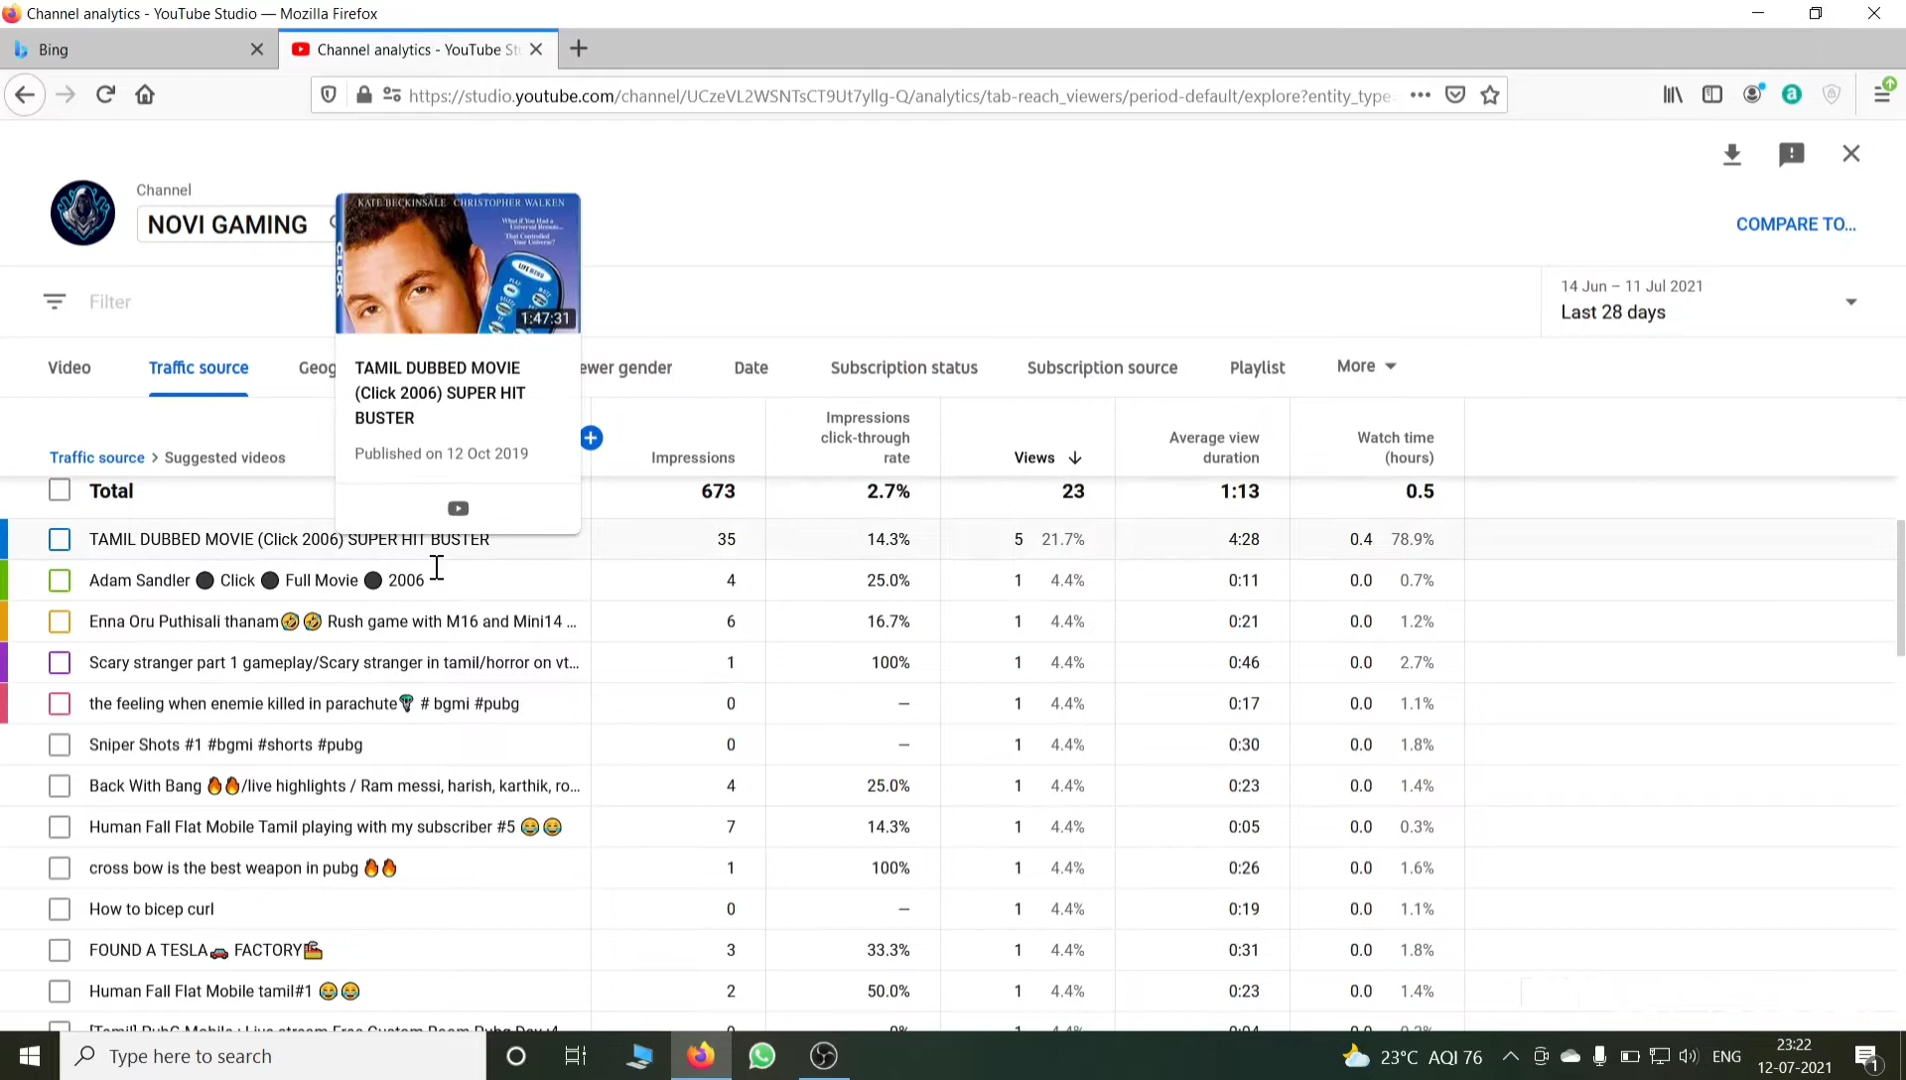 Channel analytics - YouTube Studio — Mozilla Firefox
Bing
Channel analytics - YouTube St
https://studio.youtube.com/channel/UCzeVL2WSNTsCT9Ut7yllg-Q/analytics/tab-reach_viewers/period-default/explore?entity_type=
Channel
NOVI GAMING
COMPARE TO...
KATE BECKINSALE CHRISTOPHER WALKEN
What if You Had a
Universal Remote...
That Controlled
Your Universe?
CLICK
1:47:31
TAMIL DUBBED MOVIE
(Click 2006) SUPER HIT
BUSTER
Published on 12 Oct 2019
Filter
14 Jun – 11 Jul 2021
Last 28 days
Video Traffic source Geog ewer gender Date Subscription status Subscription source Playlist More
Traffic source > Suggested videos
Impressions
Impressions click-through rate
Views
Average view duration
Watch time (hours)
Total 673 2.7% 23 1:13 0.5
TAMIL DUBBED MOVIE (Click 2006) SUPER HIT BUSTER 35 14.3% 5 21.7% 4:28 0.4 78.9%
Adam Sandler ⚫ Click ⚫ Full Movie ⚫ 2006 4 25.0% 1 4.4% 0:11 0.0 0.7%
Enna Oru Puthisali thanam🤣🤣 Rush game with M16 and Mini14 ... 6 16.7% 1 4.4% 0:21 0.0 1.2%
Scary stranger part 1 gameplay/Scary stranger in tamil/horror on vt... 1 100% 1 4.4% 0:46 0.0 2.7%
the feeling when enemie killed in parachute🪂 # bgmi #pubg 0 – 1 4.4% 0:17 0.0 1.1%
Sniper Shots #1 #bgmi #shorts #pubg 0 – 1 4.4% 0:30 0.0 1.8%
Back With Bang 🔥🔥/live highlights / Ram messi, harish, karthik, ro... 4 25.0% 1 4.4% 0:23 0.0 1.4%
Human Fall Flat Mobile Tamil playing with my subscriber #5 😂😂 7 14.3% 1 4.4% 0:05 0.0 0.3%
cross bow is the best weapon in pubg 🔥🔥 1 100% 1 4.4% 0:26 0.0 1.6%
How to bicep curl 0 – 1 4.4% 0:19 0.0 1.1%
FOUND A TESLA🚗 FACTORY🏭 3 33.3% 1 4.4% 0:31 0.0 1.8%
Human Fall Flat Mobile tamil#1 😂😂 2 50.0% 1 4.4% 0:23 0.0 1.4%
Type here to search
23°C AQI 76
ENG
23:22
12-07-2021
1